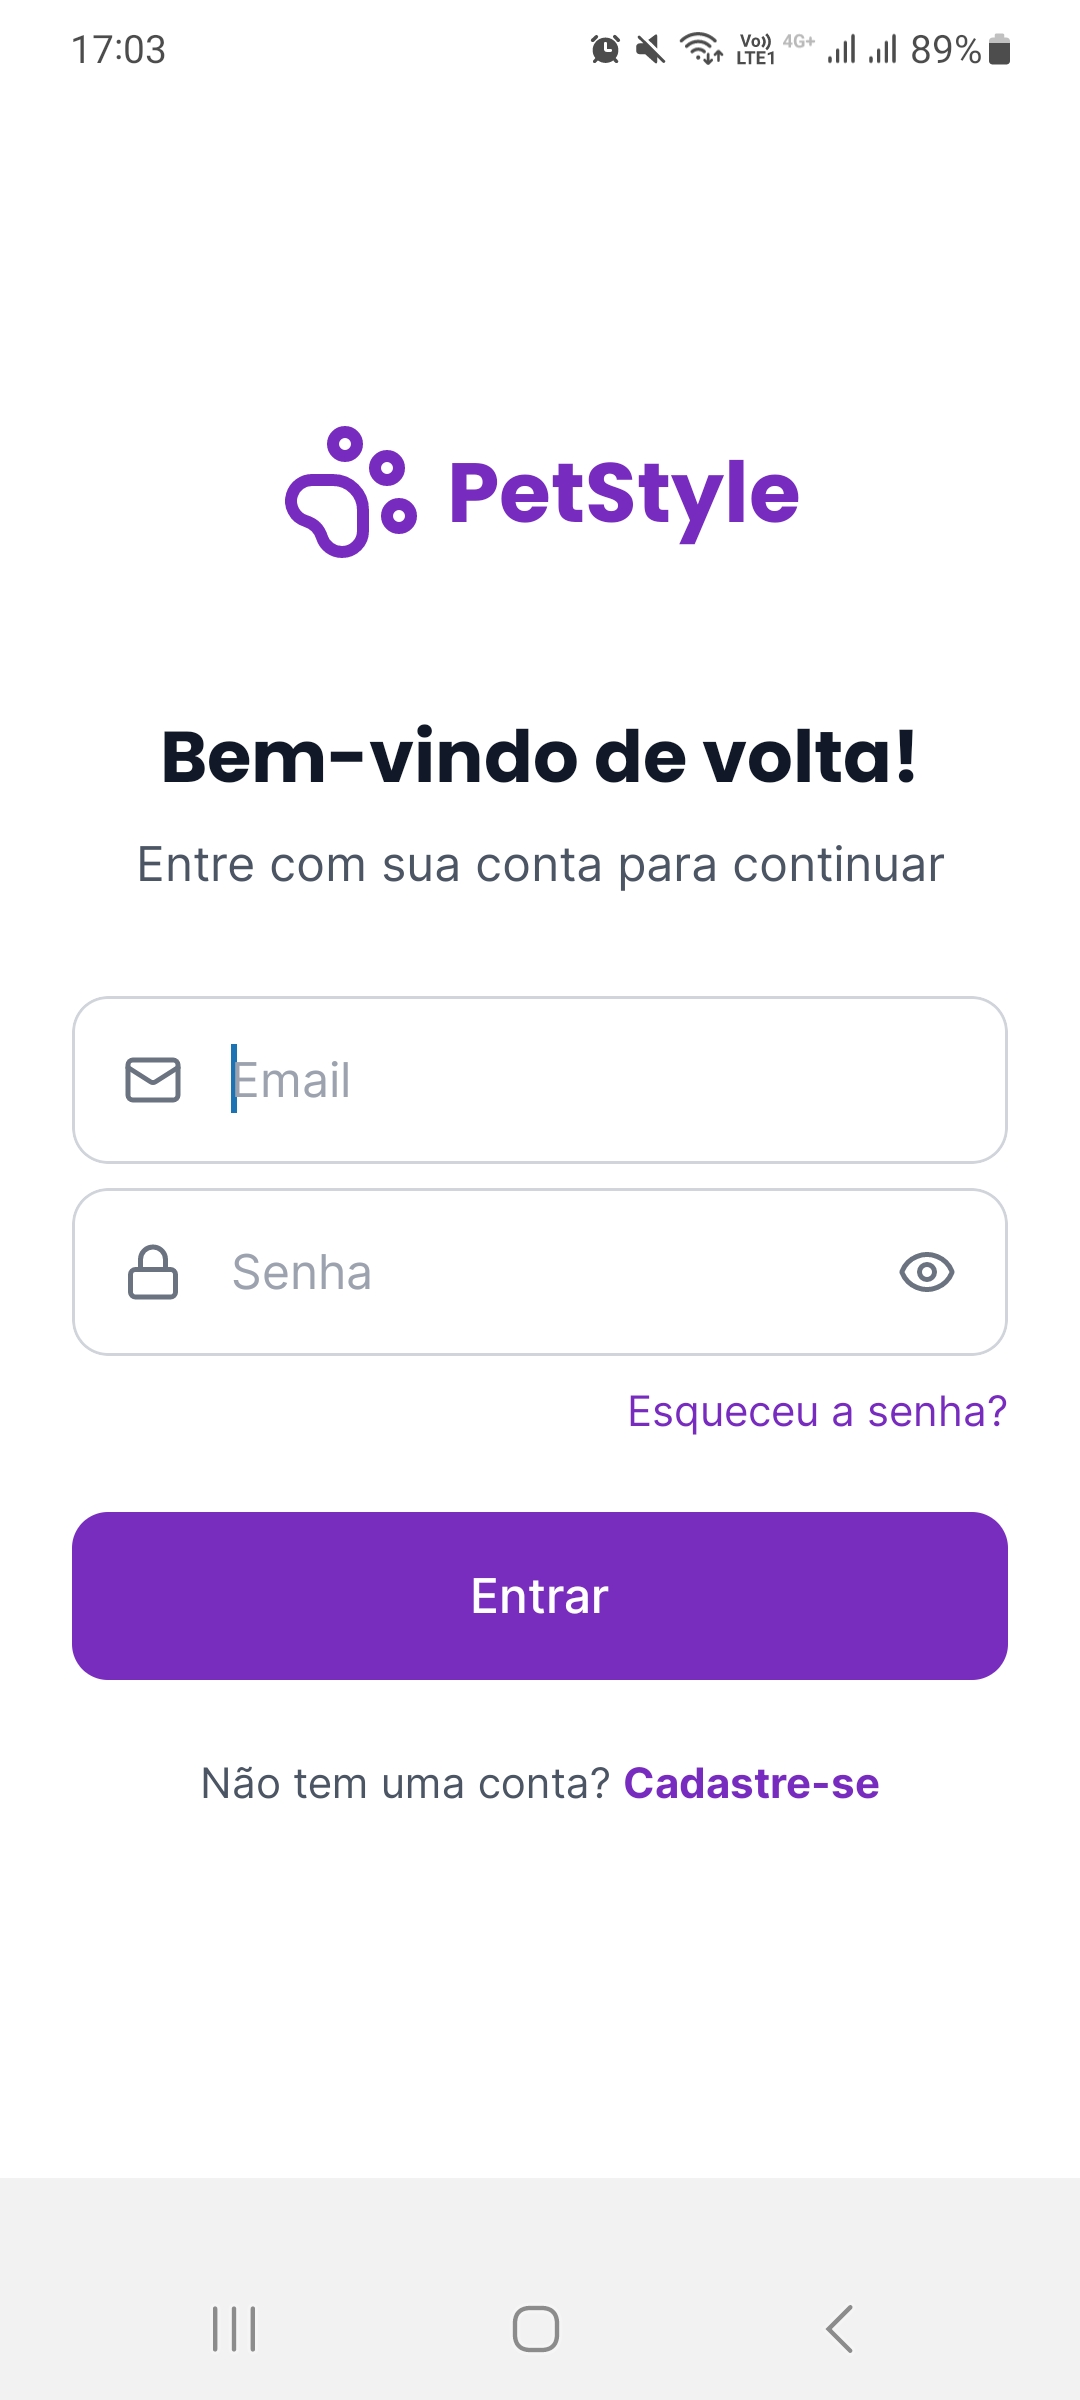 17:03
Vo)) LTE1 4G+ 89%
PetStyle
Bem-vindo de volta!
Entre com sua conta para continuar
Email
Senha
Esqueceu a senha?
Entrar
Não tem uma conta? Cadastre-se